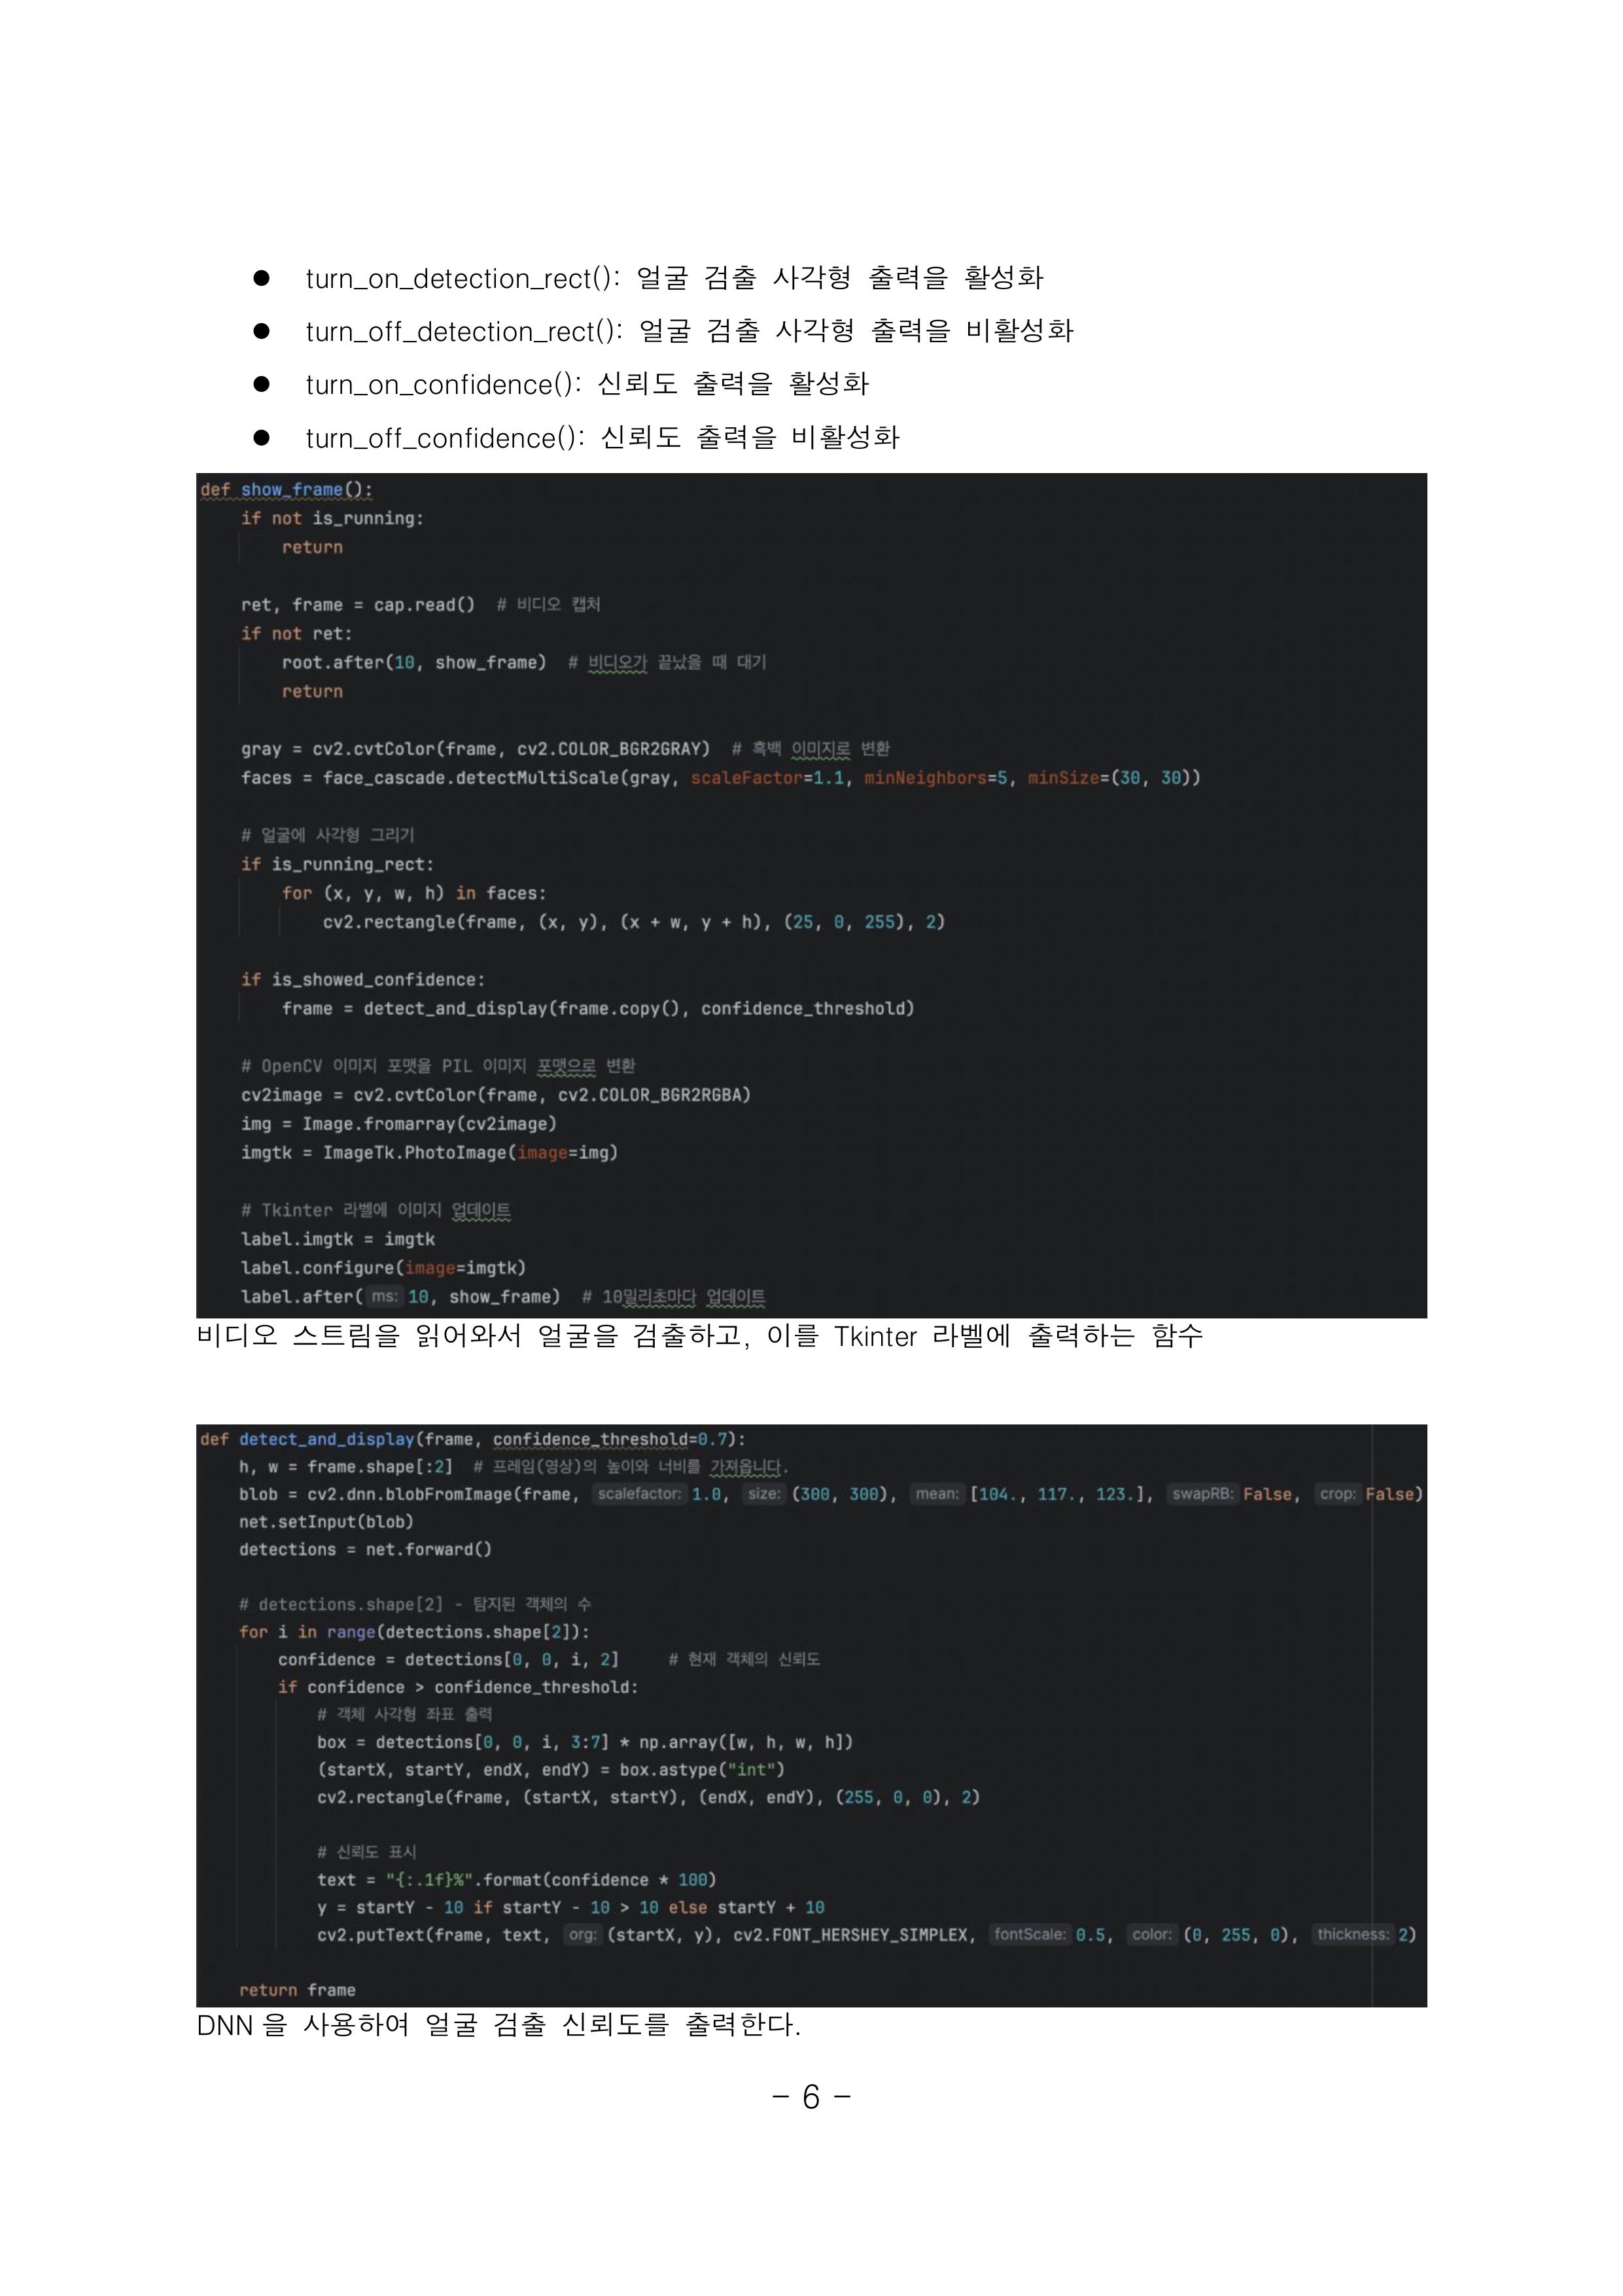 ● turn_on_detection_rect(): 얼굴 검출 사각형 출력을 활성화
● turn_off_detection_rect(): 얼굴 검출 사각형 출력을 비활성화
● turn_on_confidence(): 신뢰도 출력을 활성화
● turn_off_confidence(): 신뢰도 출력을 비활성화
def show_frame():
    if not is_running:
        return

    ret, frame = cap.read()  # 비디오 캡처
    if not ret:
        root.after(10, show_frame)  # 비디오가 끝났을 때 대기
        return

    gray = cv2.cvtColor(frame, cv2.COLOR_BGR2GRAY)  # 흑백 이미지로 변환
    faces = face_cascade.detectMultiScale(gray, scaleFactor=1.1, minNeighbors=5, minSize=(30, 30))

    # 얼굴에 사각형 그리기
    if is_running_rect:
        for (x, y, w, h) in faces:
            cv2.rectangle(frame, (x, y), (x + w, y + h), (25, 0, 255), 2)

    if is_showed_confidence:
        frame = detect_and_display(frame.copy(), confidence_threshold)

    # OpenCV 이미지 포맷을 PIL 이미지 포맷으로 변환
    cv2image = cv2.cvtColor(frame, cv2.COLOR_BGR2RGBA)
    img = Image.fromarray(cv2image)
    imgtk = ImageTk.PhotoImage(image=img)

    # Tkinter 라벨에 이미지 업데이트
    label.imgtk = imgtk
    label.configure(image=imgtk)
    label.after( ms: 10, show_frame)  # 10밀리초마다 업데이트
비디오 스트림을 읽어와서 얼굴을 검출하고, 이를 Tkinter 라벨에 출력하는 함수
def detect_and_display(frame, confidence_threshold=0.7):
    h, w = frame.shape[:2]  # 프레임(영상)의 높이와 너비를 가져옵니다.
    blob = cv2.dnn.blobFromImage(frame, scalefactor: 1.0, size: (300, 300), mean: [104., 117., 123.], swapRB: False, crop: False)
    net.setInput(blob)
    detections = net.forward()

    # detections.shape[2] - 탐지된 객체의 수
    for i in range(detections.shape[2]):
        confidence = detections[0, 0, i, 2]     # 현재 객체의 신뢰도
        if confidence > confidence_threshold:
            # 객체 사각형 좌표 출력
            box = detections[0, 0, i, 3:7] * np.array([w, h, w, h])
            (startX, startY, endX, endY) = box.astype("int")
            cv2.rectangle(frame, (startX, startY), (endX, endY), (255, 0, 0), 2)

            # 신뢰도 표시
            text = "{:.1f}%".format(confidence * 100)
            y = startY - 10 if startY - 10 > 10 else startY + 10
            cv2.putText(frame, text, org: (startX, y), cv2.FONT_HERSHEY_SIMPLEX, fontScale: 0.5, color: (0, 255, 0), thickness: 2)

    return frame
DNN을 사용하여 얼굴 검출 신뢰도를 출력한다.
- 6 -